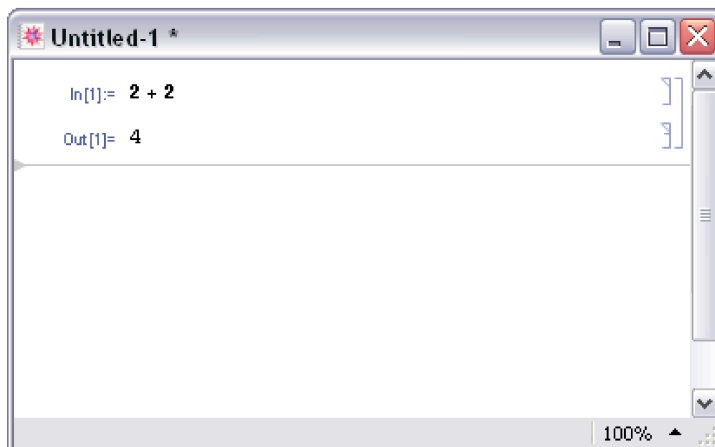 Untitled-1 *
In[1]:= 2 + 2
Out[1]= 4
100%